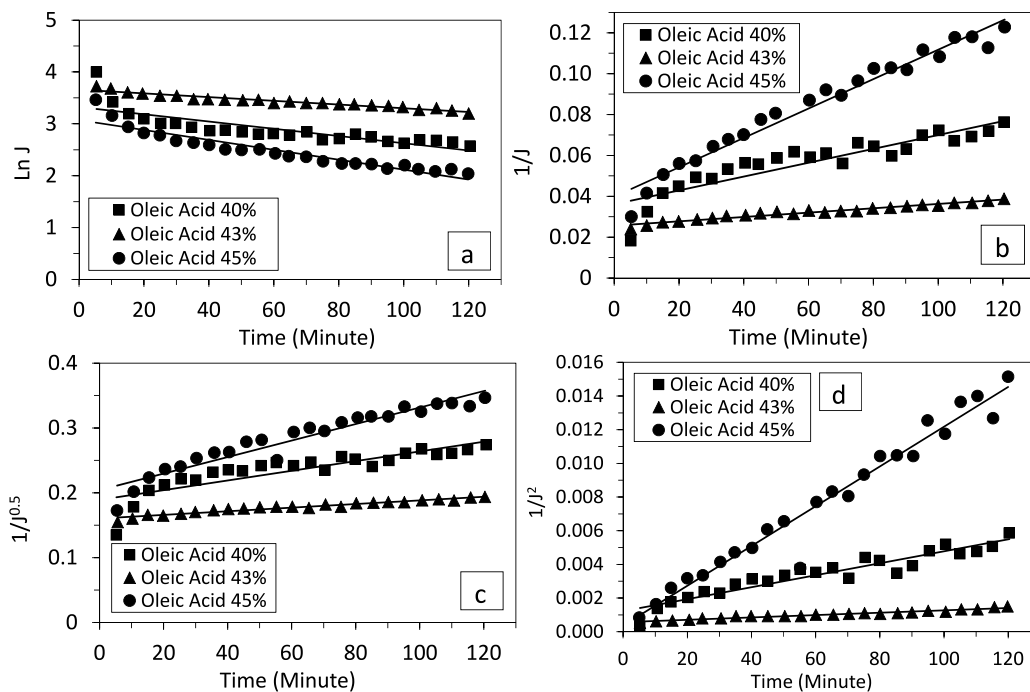 5
4
3
2
1
0
Ln J
Oleic Acid 40%
Oleic Acid 43%
Oleic Acid 45%
a
0 20 40 60 80 100 120
Time (Minute)
0.12
0.10
0.08
0.06
0.04
0.02
0
1/J
Oleic Acid 40%
Oleic Acid 43%
Oleic Acid 45%
b
0 20 40 60 80 100 120
Time (Minute)
0.4
0.3
0.2
0.1
0
1/J^0.5
Oleic Acid 40%
Oleic Acid 43%
Oleic Acid 45%
c
0 20 40 60 80 100 120
Time (Minute)
0.016
0.014
0.012
0.010
0.008
0.006
0.004
0.002
0.000
1/J²
Oleic Acid 40%
Oleic Acid 43%
Oleic Acid 45%
d
0 20 40 60 80 100 120
Time (Minute)